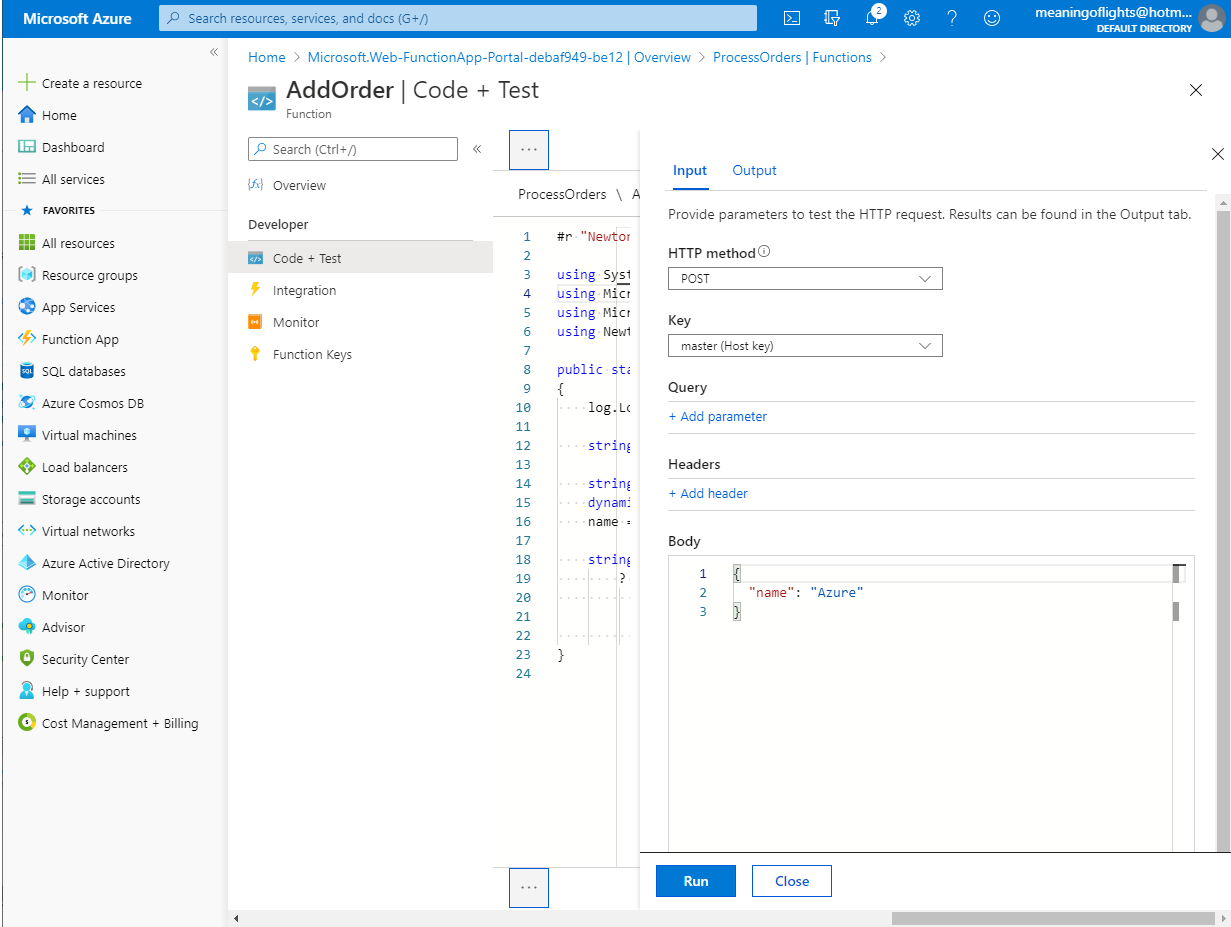 Microsoft Azure
Search resources, services, and docs (G+/)
2
meaningoflights@hotm...
DEFAULT DIRECTORY
«
Create a resource
Home
Dashboard
All services
FAVORITES
All resources
Resource groups
App Services
Function App
SQL databases
Azure Cosmos DB
Virtual machines
Load balancers
Storage accounts
Virtual networks
Azure Active Directory
Monitor
Advisor
Security Center
Help + support
Cost Management + Billing
Home > Microsoft.Web-FunctionApp-Portal-debaf949-be12 | Overview > ProcessOrders | Functions >
AddOrder | Code + Test
Function
Search (Ctrl+/)
«
Overview
Developer
Code + Test
Integration
Monitor
Function Keys
...
ProcessOrders \ A
1 #r "Newton
2
3 using Syst
4 using Micr
5 using Micr
6 using Newt
7
8 public sta
9 {
10 log.Lo
11
12 string
13
14 string
15 dynami
16 name =
17
18 string
19 ?
20
21
22
23 }
24
...
Input Output
Provide parameters to test the HTTP request. Results can be found in the Output tab.
HTTP method
POST
Key
master (Host key)
Query
+ Add parameter
Headers
+ Add header
Body
1 {
2 "name": "Azure"
3 }
Run Close